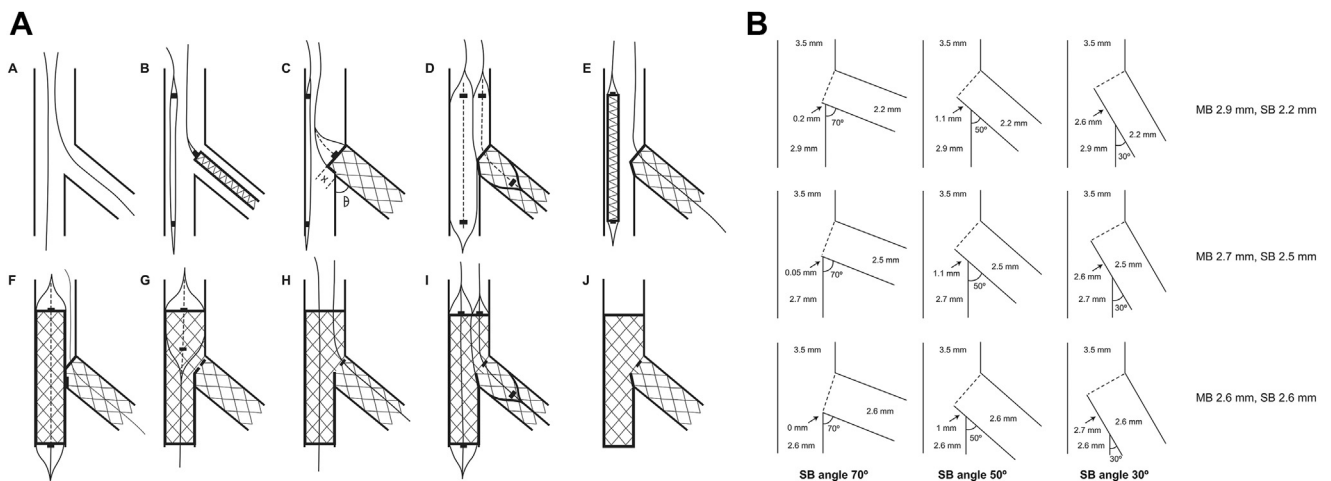 A
B
A
B
C
D
E
X
θ
F
G
H
I
J
3.5 mm
3.5 mm
3.5 mm
2.2 mm
0.2 mm
70º
2.9 mm
1.1 mm
2.2 mm
50º
2.9 mm
2.6 mm
2.2 mm
2.9 mm
30º
MB 2.9 mm, SB 2.2 mm
3.5 mm
3.5 mm
3.5 mm
2.5 mm
0.05 mm
70º
2.7 mm
2.5 mm
1.1 mm
50º
2.7 mm
2.6 mm
2.5 mm
2.7 mm
30º
MB 2.7 mm, SB 2.5 mm
3.5 mm
3.5 mm
3.5 mm
2.6 mm
0 mm
70º
2.6 mm
2.6 mm
1 mm
50º
2.6 mm
2.6 mm
2.7 mm
2.6 mm
30º
MB 2.6 mm, SB 2.6 mm
SB angle 70º
SB angle 50º
SB angle 30º